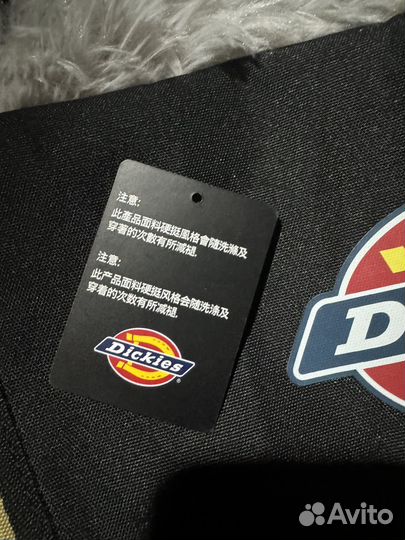 注意:
此產品面料硬挺風格會隨洗滌及
穿著的次數有所減褪.
注意:
此产品面料硬挺风格会随洗涤及
穿着的次数有所减褪.
Dickies
®
D
Avito